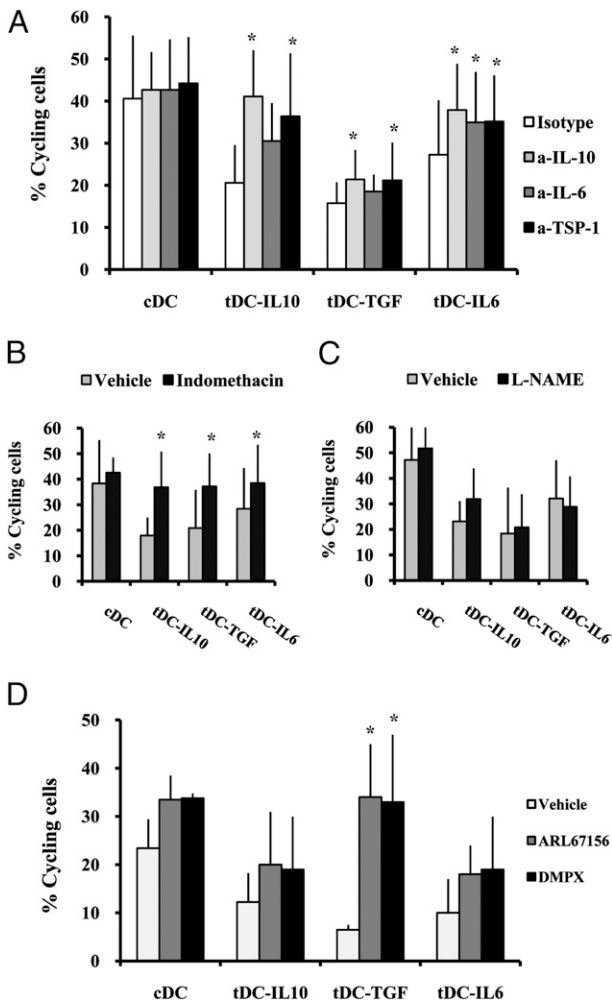 A
% Cycling cells
60
50
40
30
20
10
0
* * * * * * *
Isotype
a-IL-10
a-IL-6
a-TSP-1
cDC tDC-IL10 tDC-TGF tDC-IL6
B
Vehicle Indomethacin
% Cycling cells
60
50
40
30
20
10
0
* * *
cDC tDC-IL10 tDC-TGF tDC-IL6
C
Vehicle L-NAME
% Cycling cells
60
50
40
30
20
10
0
cDC tDC-IL10 tDC-TGF tDC-IL6
D
% Cycling cells
50
40
30
20
10
0
* *
Vehicle
ARL67156
DMPX
cDC tDC-IL10 tDC-TGF tDC-IL6